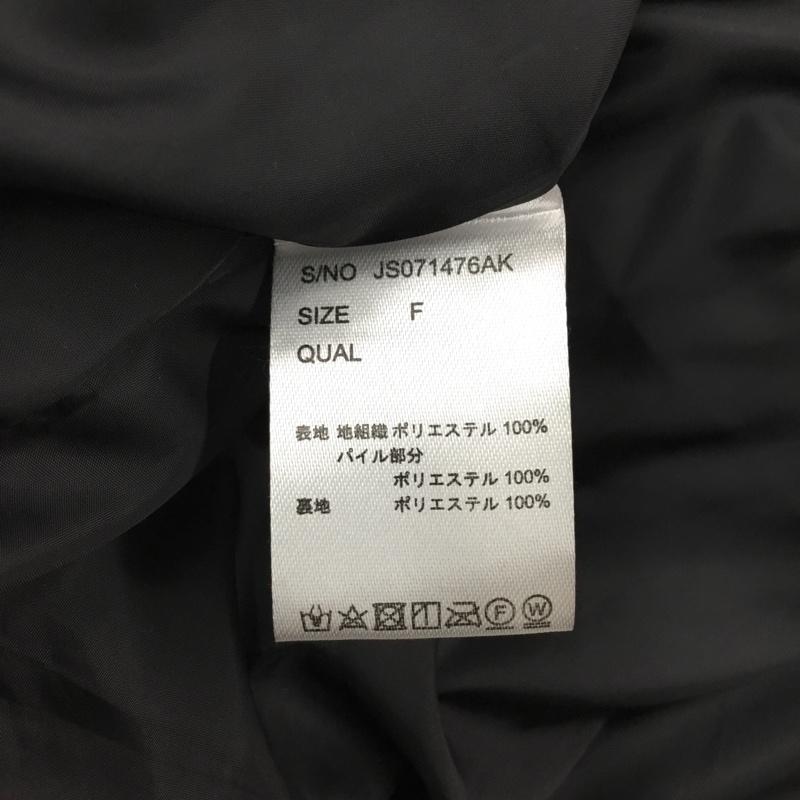 S/NO JS071476AK
SIZE F
QUAL
表地 地組織 ポリエステル 100%
パイル部分
ポリエステル 100%
裏地 ポリエステル 100%
F W